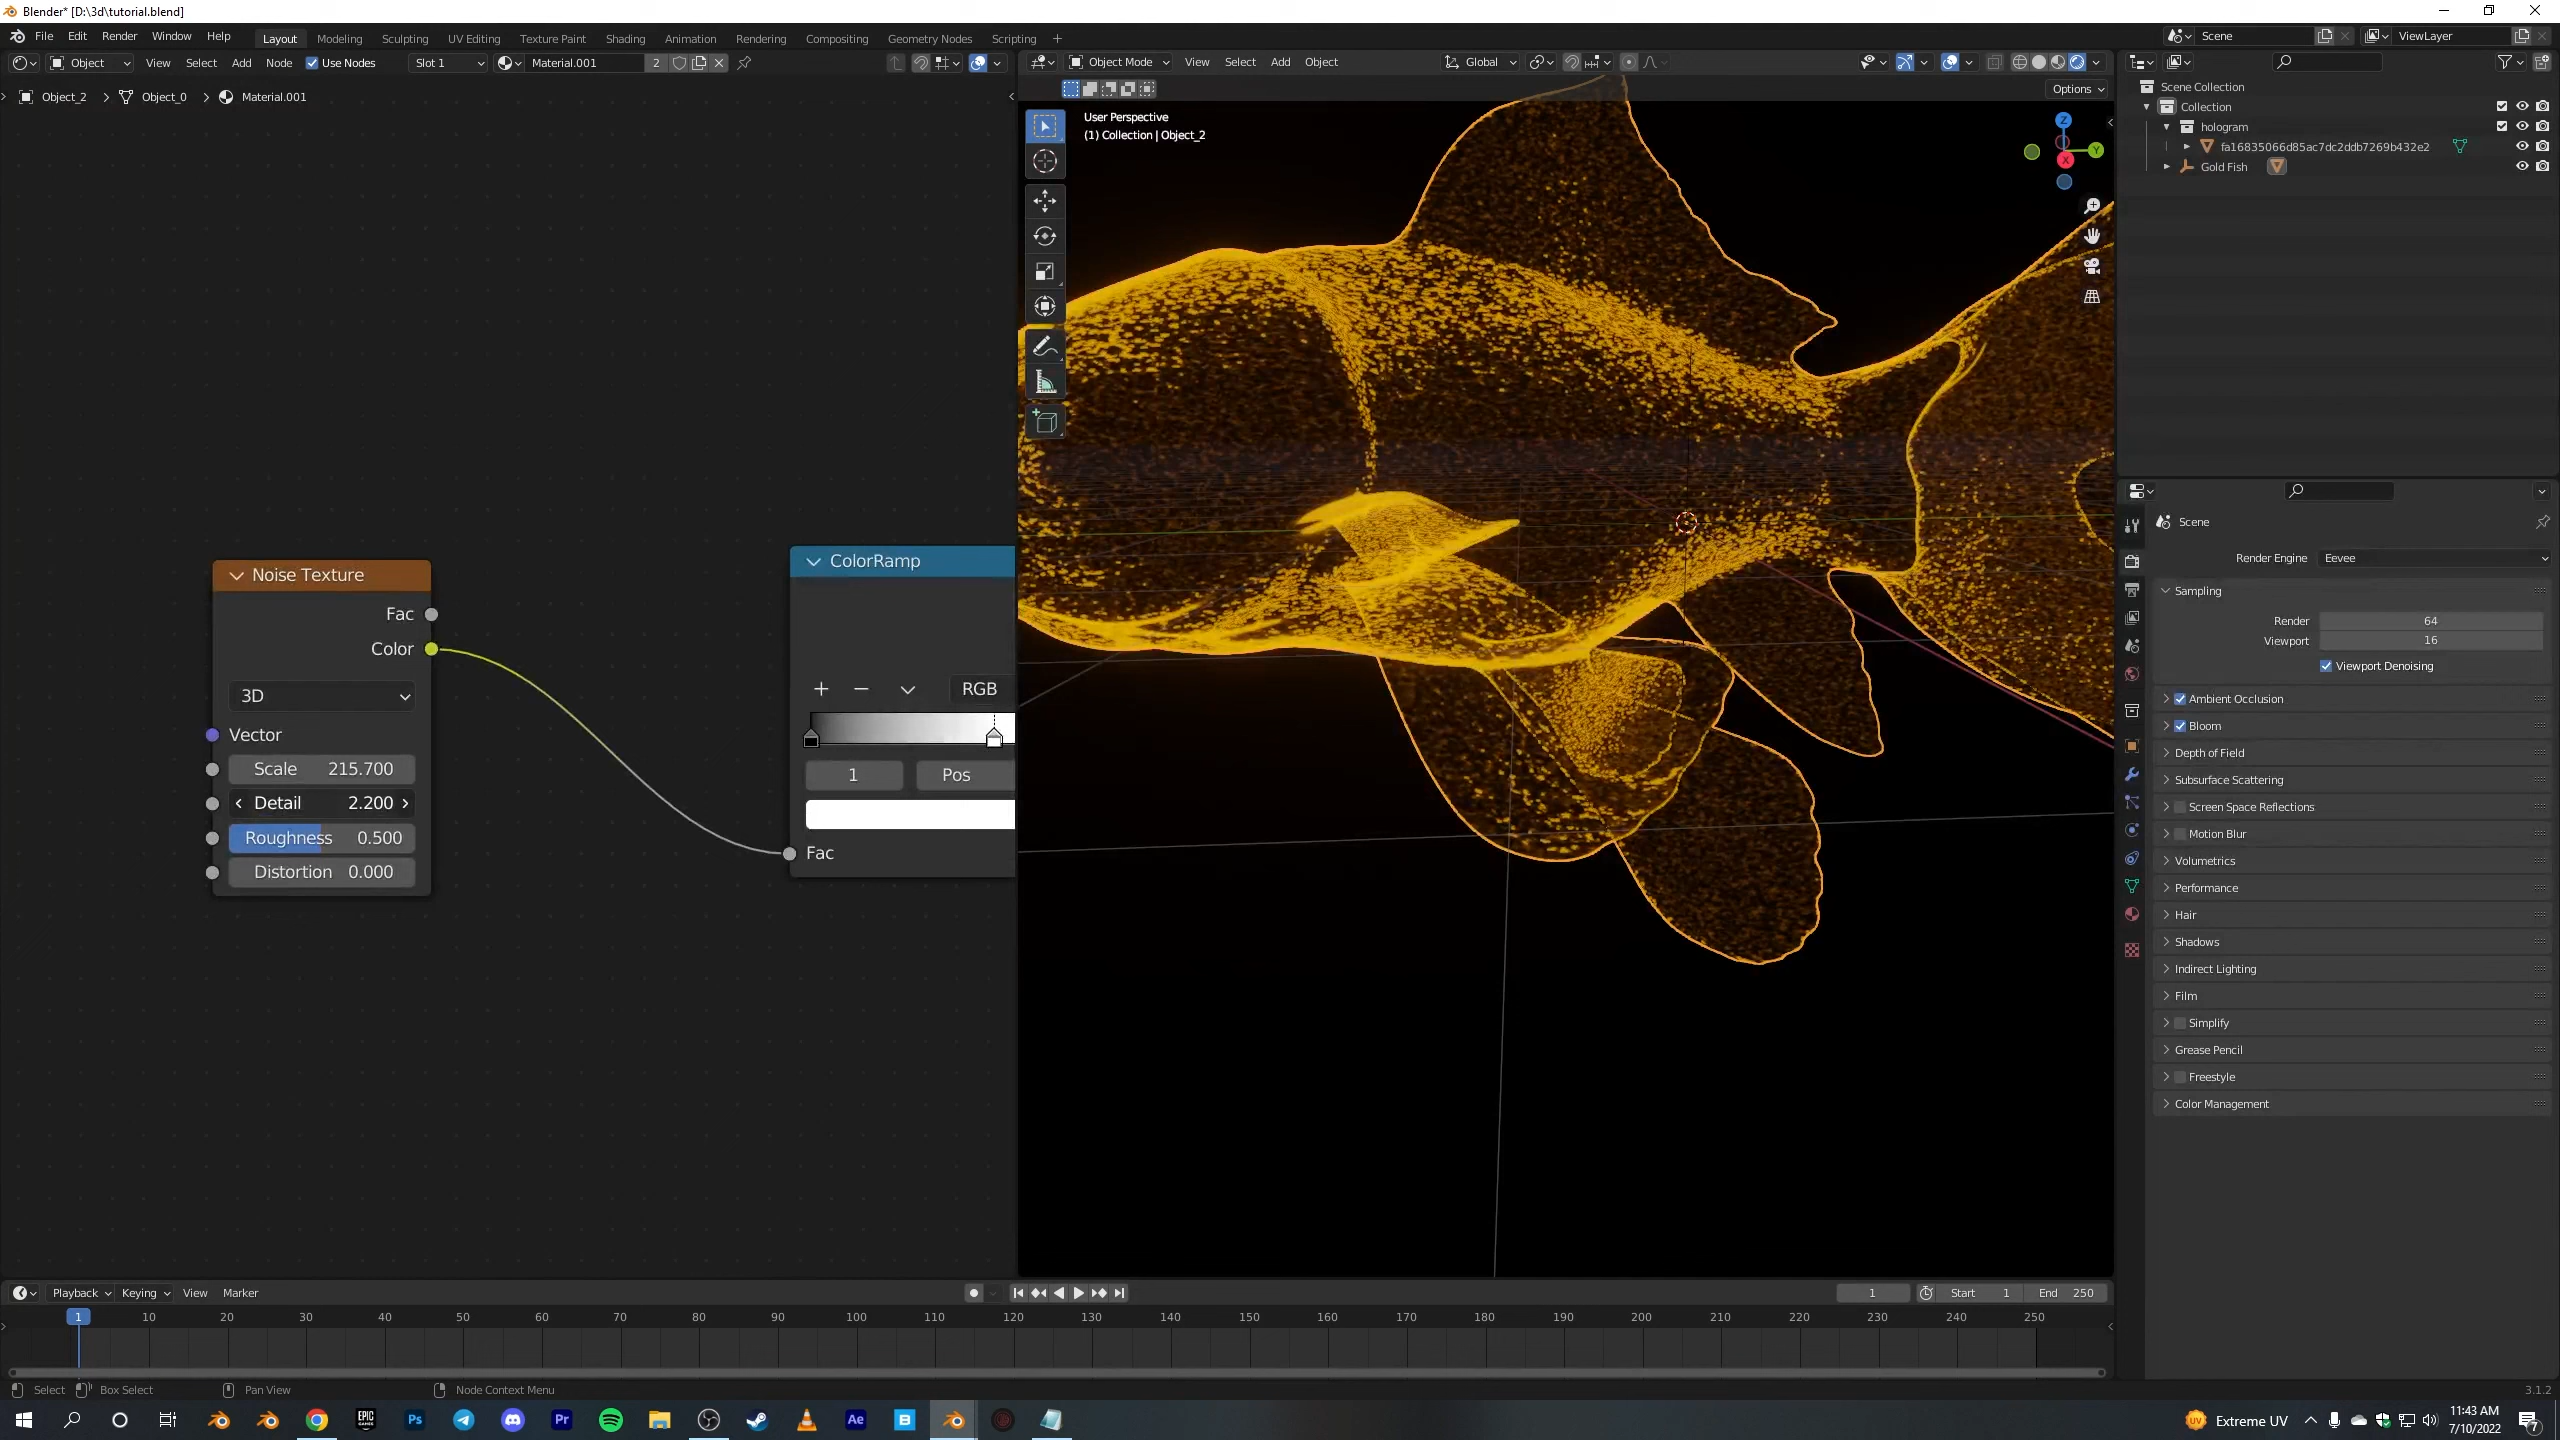 Blender* [D:\3d\tutorial.blend]
File Edit Render Window Help Layout Modeling Sculpting UV Editing Texture Paint Shading Animation Rendering Compositing Geometry Nodes Scripting + Scene ViewLayer
Object View Select Add Node Use Nodes Slot 1 Material.001 2
Object Mode View Select Add Object Global
Options
Object_2 Object_0 Material.001
User Perspective
(1) Collection | Object_2
Z
Y
X
Scene Collection
Collection
hologram
fa16835066d85ac7dc2ddb7269b432e2
Gold Fish
Noise Texture
Fac
Color
3D
Vector
Scale 215.700
Detail 2.200
Roughness 0.500
Distortion 0.000
ColorRamp
RGB
1 Pos
Fac
Scene
Render Engine Eevee
Sampling
Render 64
Viewport 16
Viewport Denoising
Ambient Occlusion
Bloom
Depth of Field
Subsurface Scattering
Screen Space Reflections
Motion Blur
Volumetrics
Performance
Hair
Shadows
Indirect Lighting
Film
Simplify
Grease Pencil
Freestyle
Color Management
Playback Keying View Marker 1 Start 1 End 250
1 10 20 30 40 50 60 70 80 90 100 110 120 130 140 150 160 170 180 190 200 210 220 230 240 250
Select Box Select Pan View Node Context Menu 3.1.2
EPIC GAMES Ps Pr Ae B UV Extreme UV 11:43 AM
7/10/2022 7